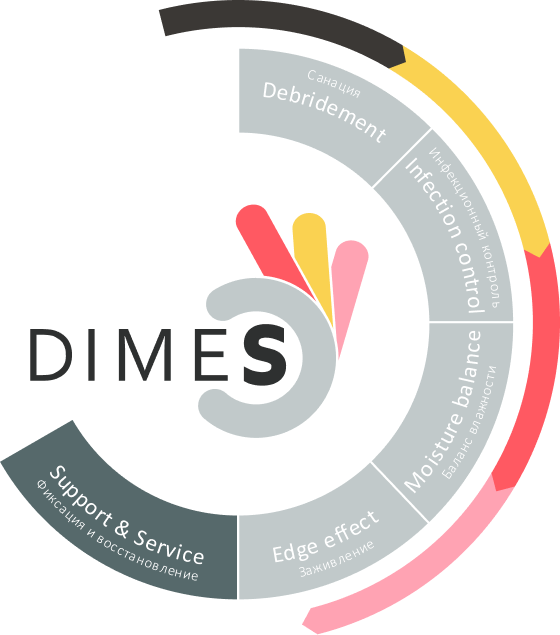 Санация
Debridement
Инфекционный контроль
Infection control
Moisture balance
Баланс влажности
Edge effect
Заживление
Support & Service
Фиксация и восстановление
DIMES